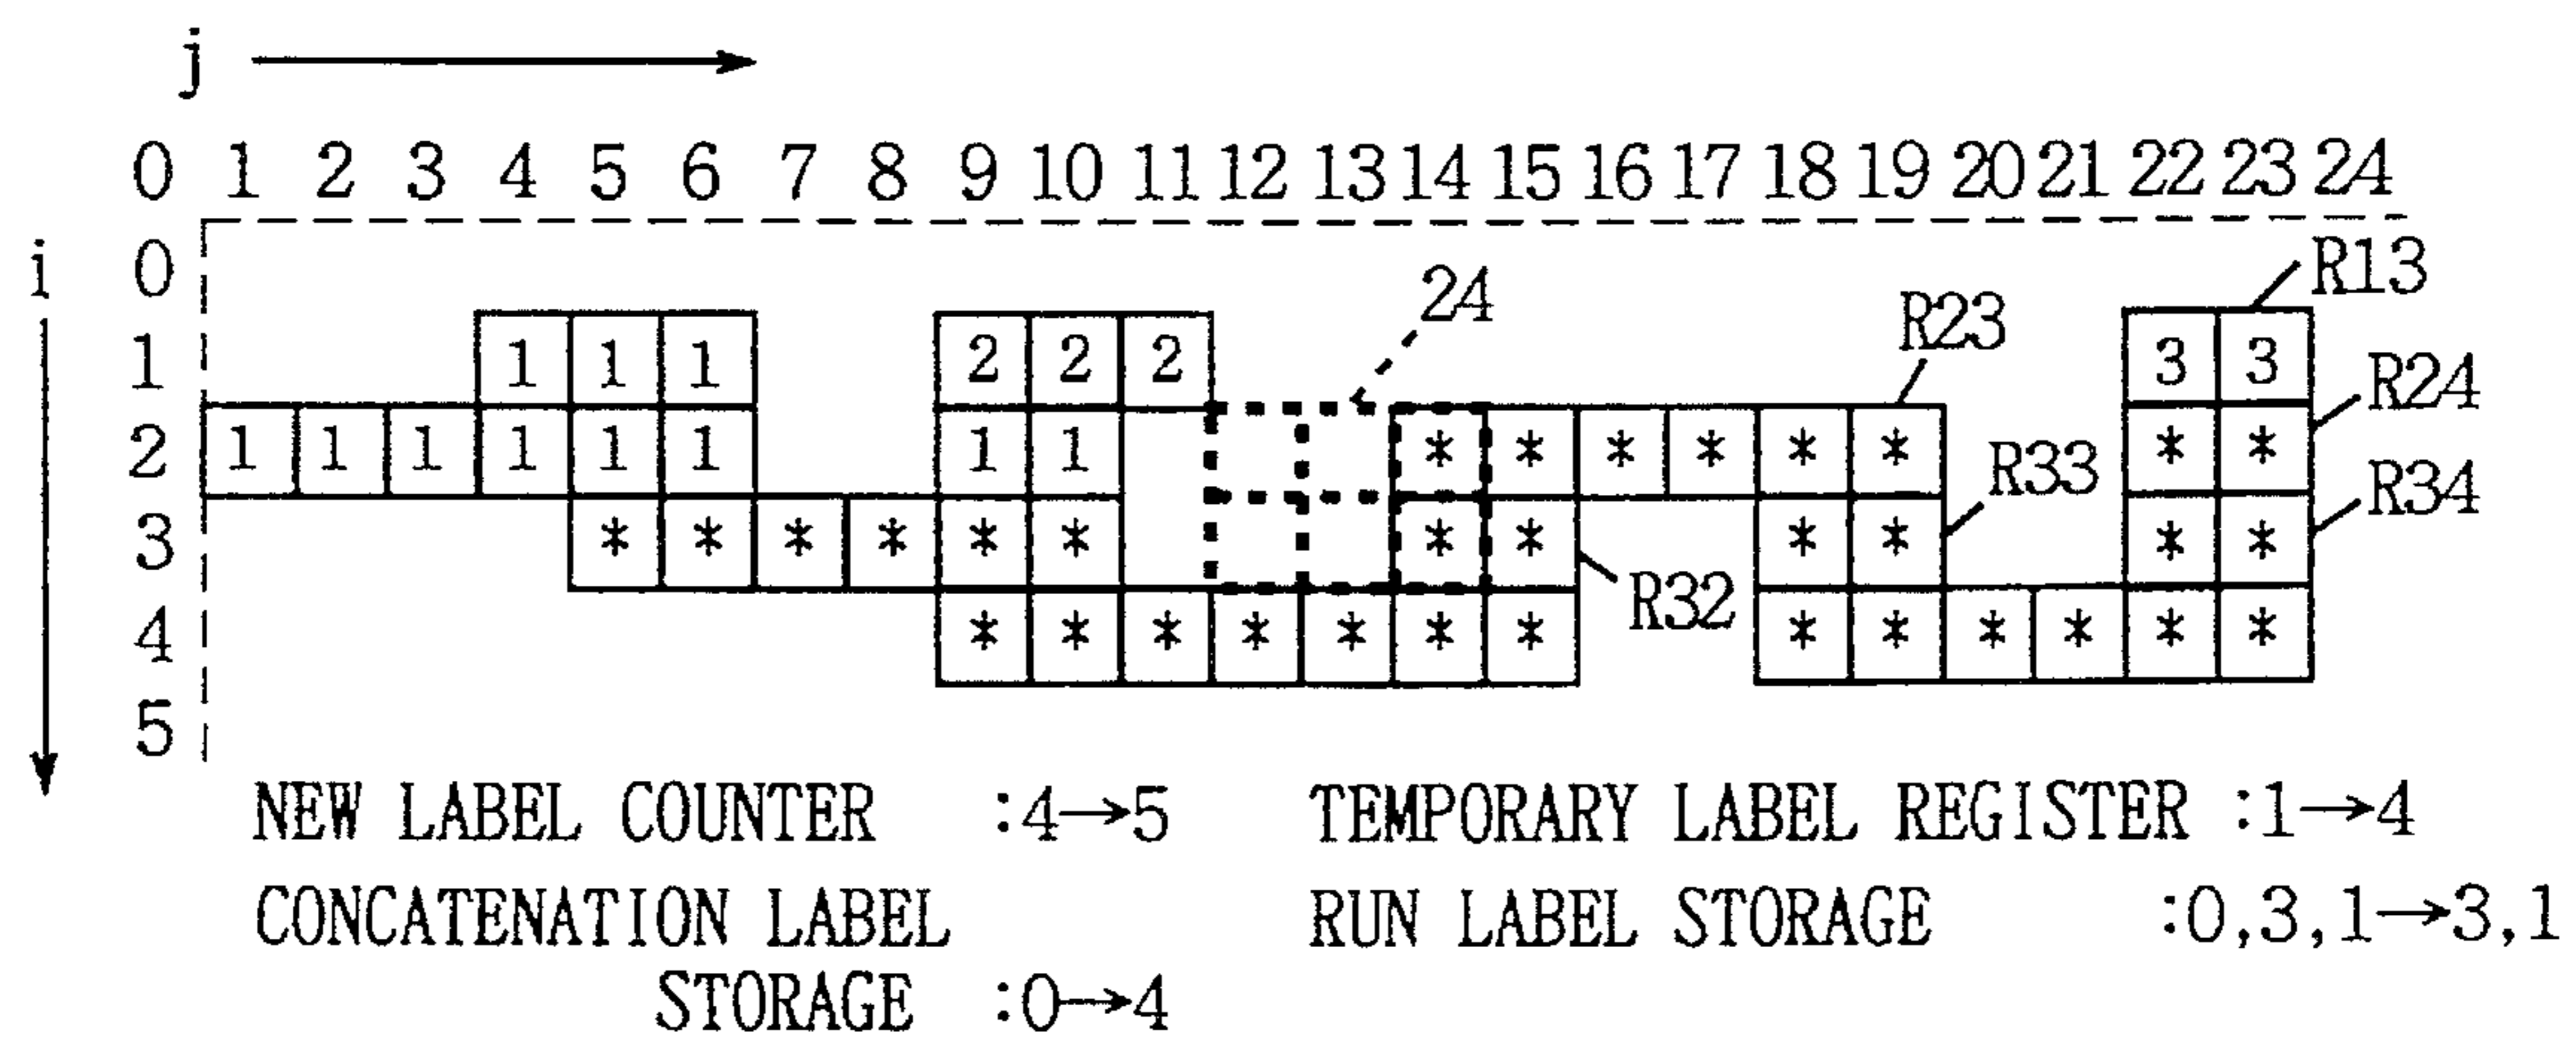 j
0 1 2 3 4 5 6 7 8 9 10 11 12 13 14 15 16 17 18 19 20 21 22 23 24
i 0 24 R13
1 1 1 1 2 2 2 R23 3 3
2 1 1 1 1 1 1 1 1 * * * * * * * * R24
3 * * * * * * * * * * R33 * * R34
4 * * * * * * * R32 * * * * * *
5
NEW LABEL COUNTER :4→5 TEMPORARY LABEL REGISTER :1→4
CONCATENATION LABEL RUN LABEL STORAGE :0,3,1→3,1
STORAGE :0→4